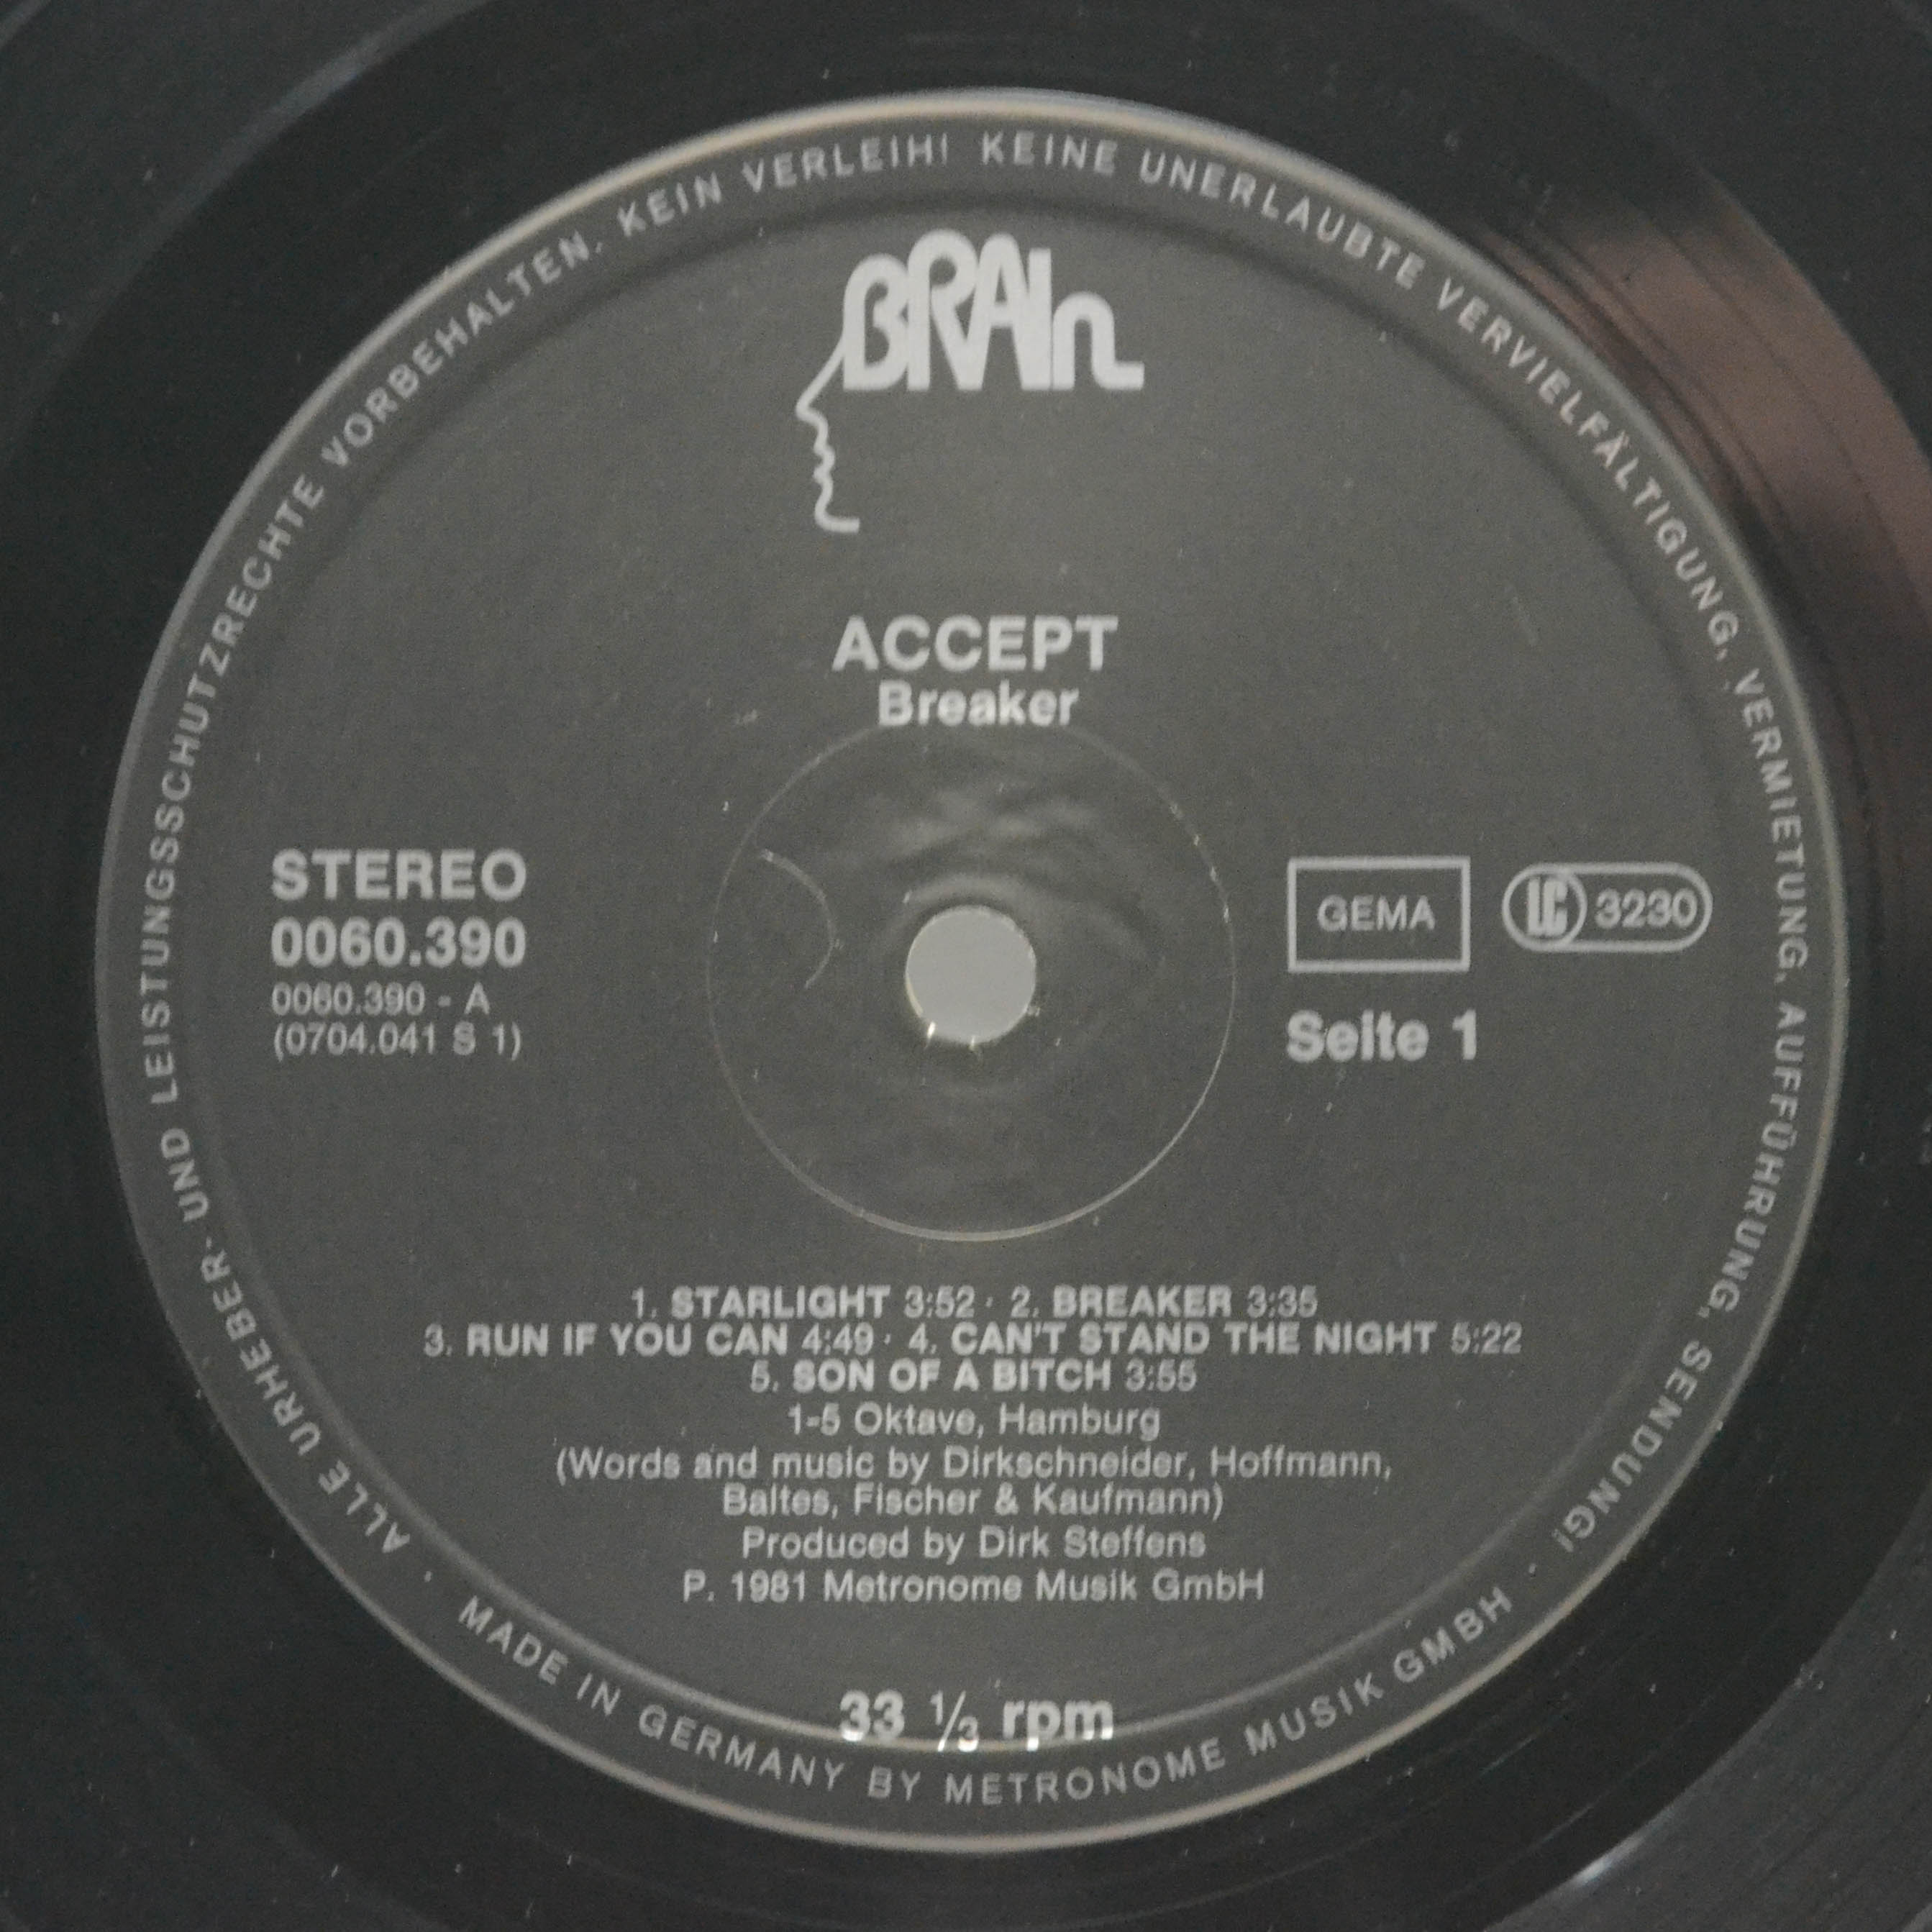 BRAIN
ACCEPT
Breaker
STEREO
0060.390
0060.390 - A
(0704.041 S 1)
GEMA
LC 3230
Seite 1
1. STARLIGHT 3:52 · 2. BREAKER 3:35
3. RUN IF YOU CAN 4:49 · 4. CAN'T STAND THE NIGHT 5:22
5. SON OF A BITCH 3:55
1-5 Oktave, Hamburg
(Words and music by Dirkschneider, Hoffmann,
Baltes, Fischer & Kaufmann)
Produced by Dirk Steffens
P. 1981 Metronome Musik GmbH
33 ⅓ rpm
ALLE URHEBER- UND LEISTUNGSSCHUTZRECHTE VORBEHALTEN. KEIN VERLEIH! KEINE UNERLAUBTE VERVIELFÄLTIGUNG, VERMIETUNG, AUFFÜHRUNG, SENDUNG!
· MADE IN GERMANY BY METRONOME MUSIK GMBH ·